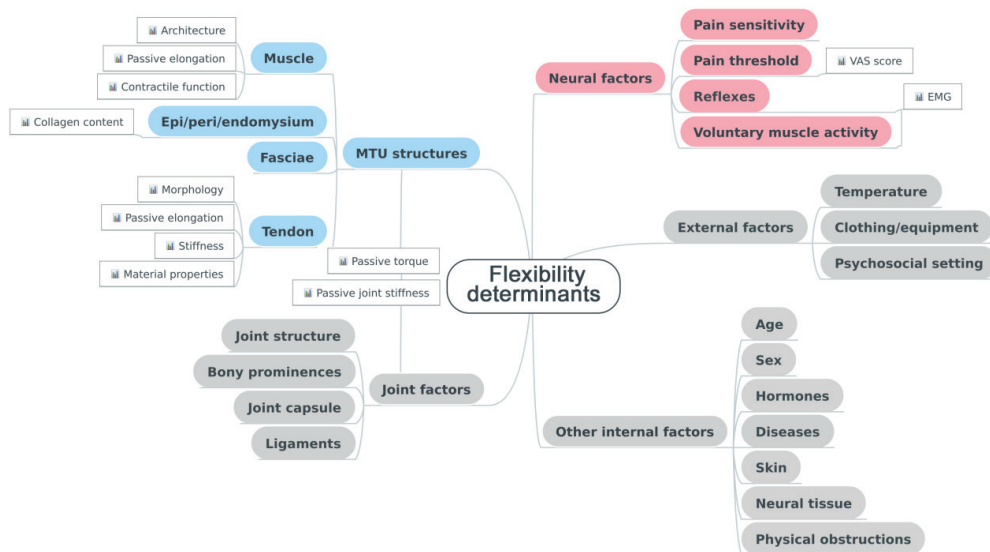 Flexibility
determinants
MTU structures
Muscle
Architecture
Passive elongation
Contractile function
Epi/peri/endomysium
Collagen content
Fasciae
Tendon
Morphology
Passive elongation
Stiffness
Material properties
Passive torque
Passive joint stiffness
Joint factors
Joint structure
Bony prominences
Joint capsule
Ligaments
Neural factors
Pain sensitivity
Pain threshold
VAS score
Reflexes
EMG
Voluntary muscle activity
External factors
Temperature
Clothing/equipment
Psychosocial setting
Other internal factors
Age
Sex
Hormones
Diseases
Skin
Neural tissue
Physical obstructions